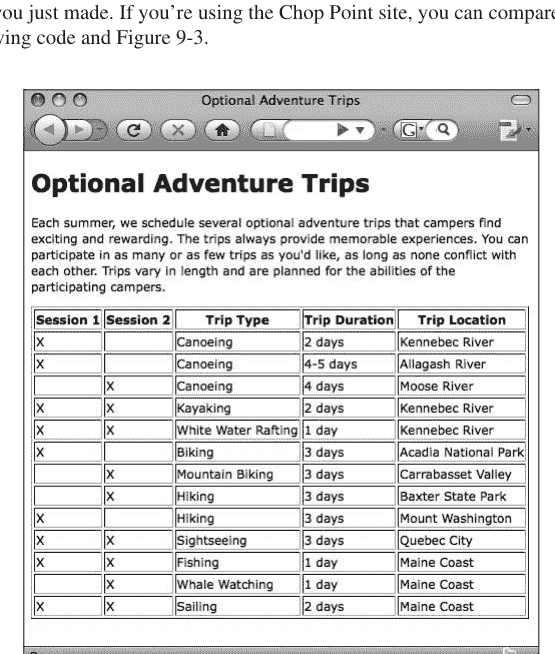 you just made. If you're using the Chop Point site, you can compare
ving code and Figure 9-3.
Optional Adventure Trips
G
Optional Adventure Trips
Each summer, we schedule several optional adventure trips that campers find
exciting and rewarding. The trips always provide memorable experiences. You can
participate in as many or as few trips as you'd like, as long as none conflict with
each other. Trips vary in length and are planned for the abilities of the
participating campers.
Session 1 Session 2 Trip Type Trip Duration Trip Location
X Canoeing 2 days Kennebec River
X Canoeing 4-5 days Allagash River
X Canoeing 4 days Moose River
X X Kayaking 2 days Kennebec River
X X White Water Rafting 1 day Kennebec River
X Biking 3 days Acadia National Park
X Mountain Biking 3 days Carrabasset Valley
X Hiking 3 days Baxter State Park
X Hiking 3 days Mount Washington
X X Sightseeing 3 days Quebec City
X X Fishing 1 day Maine Coast
X Whale Watching 1 day Maine Coast
X X Sailing 2 days Maine Coast